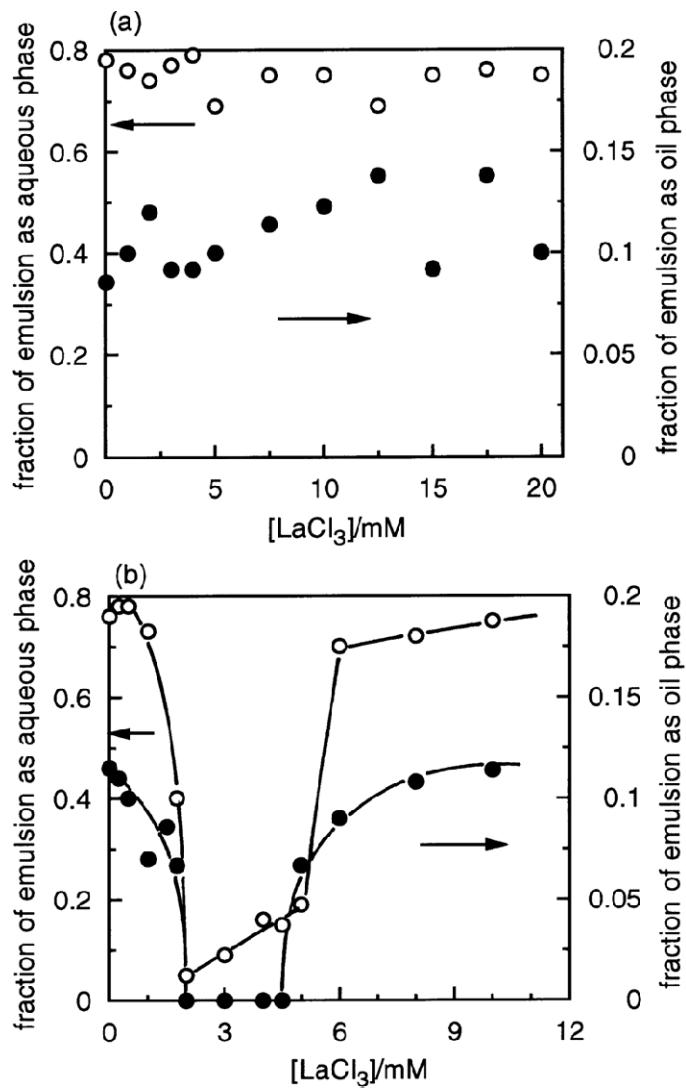 (a)
fraction of emulsion as aqueous phase
0.8
0.6
0.4
0.2
0
0.2
0.15
0.1
0.05
0
fraction of emulsion as oil phase
0 5 10 15 20
[LaCl₃]/mM
(b)
fraction of emulsion as aqueous phase
0.8
0.6
0.4
0.2
0
0.2
0.15
0.1
0.05
0
fraction of emulsion as oil phase
0 3 6 9 12
[LaCl₃]/mM